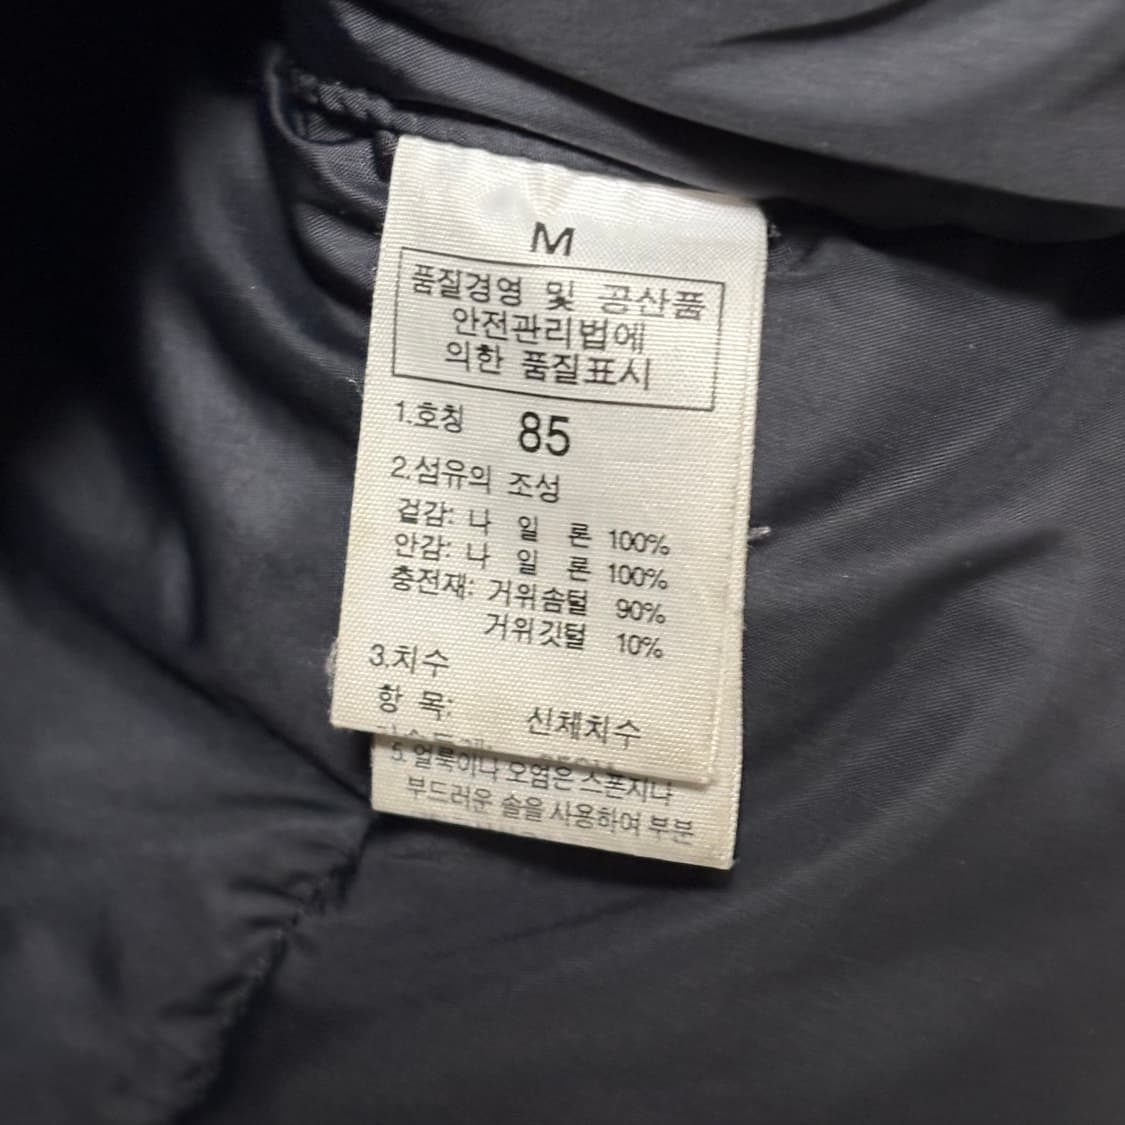 M
품질경영 및 공산품
안전관리법에
의한 품질표시
1.호칭 85
2.섬유의 조성
겉감: 나 일 론 100%
안감: 나 일 론 100%
충전재: 거위솜털 90%
거위깃털 10%
3.치수
항 목: 신체치수
5. 얼룩이나 오염은 스폰지나
부드러운 솔을 사용하여 부분